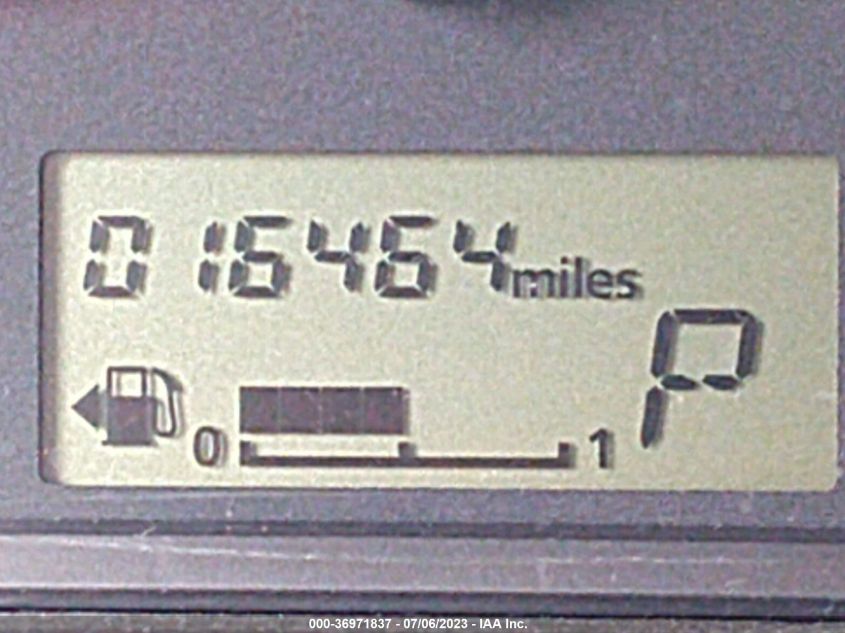 016464 miles
P
0 1
000-36971837 - 07/06/2023 - IAA Inc.